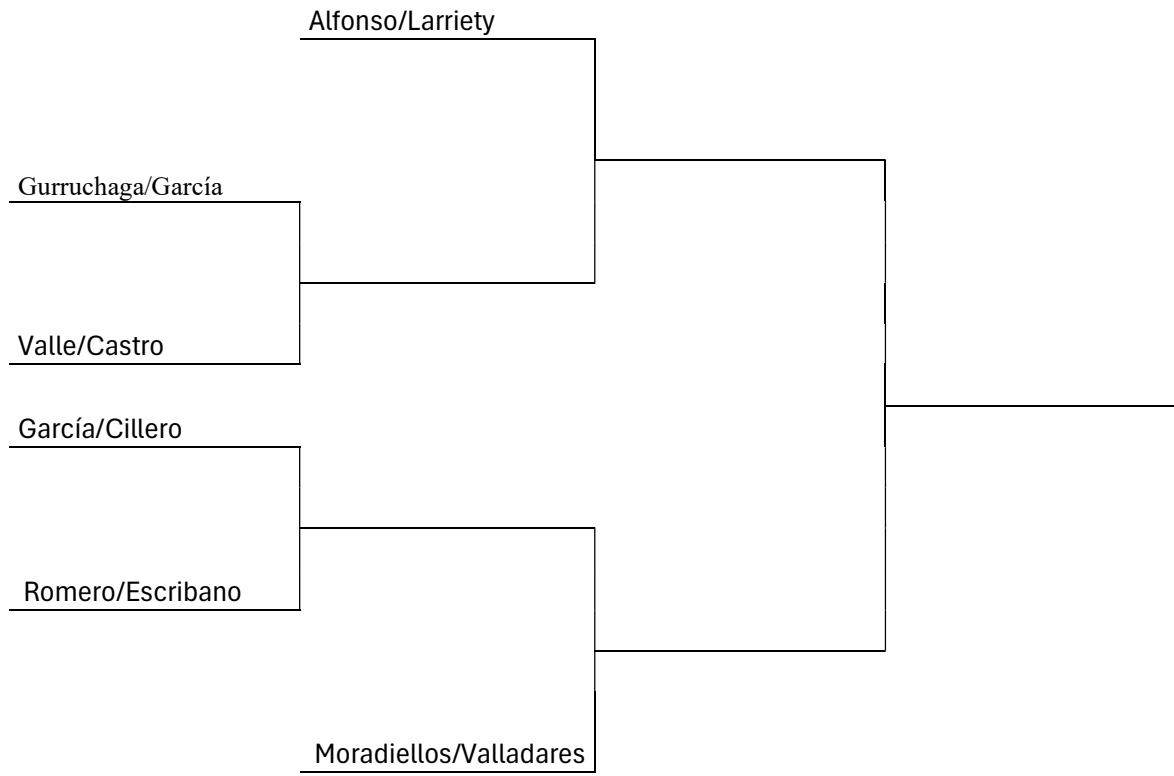 Alfonso/Larriety
Gurruchaga/García
Valle/Castro
García/Cillero
Romero/Escribano
Moradiellos/Valladares